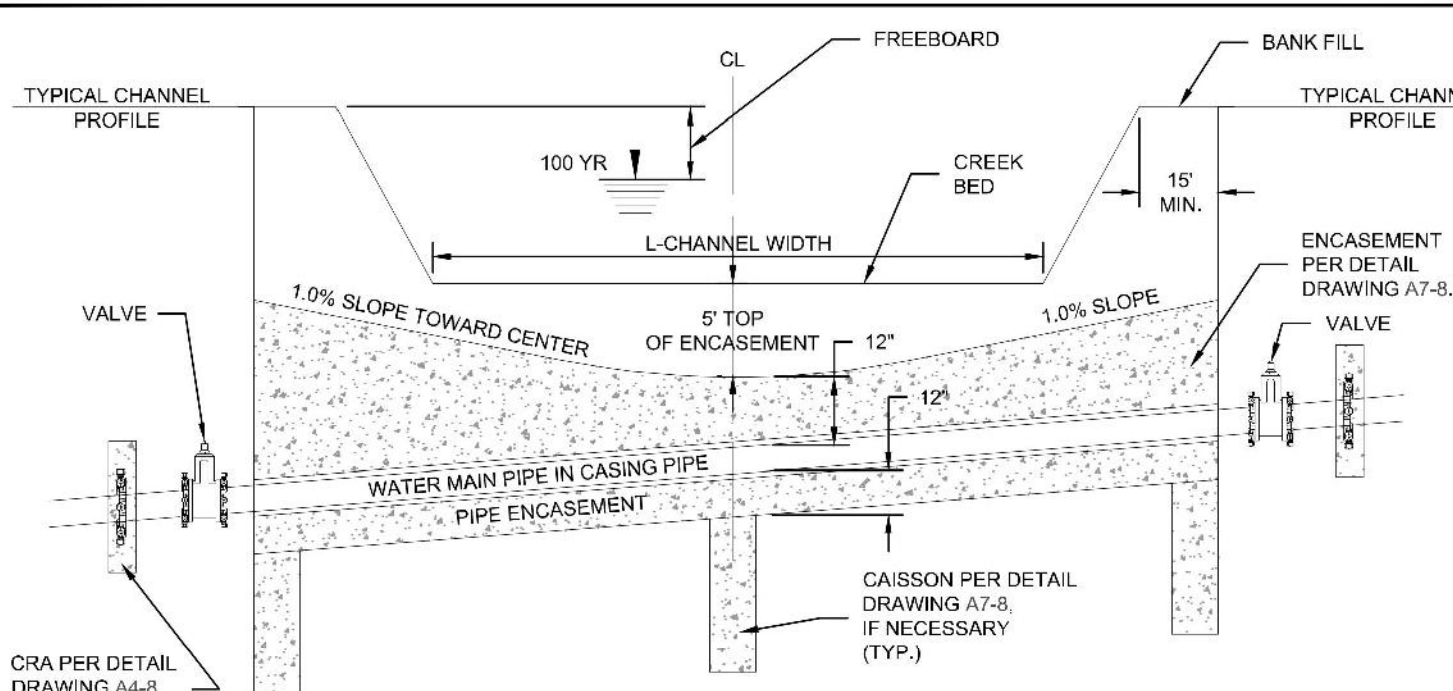 FREEBOARD
CL
BANK FILL
TYPICAL CHANNEL
PROFILE
TYPICAL CHANN
PROFILE
100 YR
CREEK
BED
15'
MIN.
L-CHANNEL WIDTH
ENCASEMENT
PER DETAIL
DRAWING A7-8.
1.0% SLOPE TOWARD CENTER
1.0% SLOPE
VALVE
5' TOP
OF ENCASEMENT
12"
VALVE
12"
WATER MAIN PIPE IN CASING PIPE
PIPE ENCASEMENT
CAISSON PER DETAIL
DRAWING A7-8,
IF NECESSARY
(TYP.)
CRA PER DETAIL
DRAWING A4-8